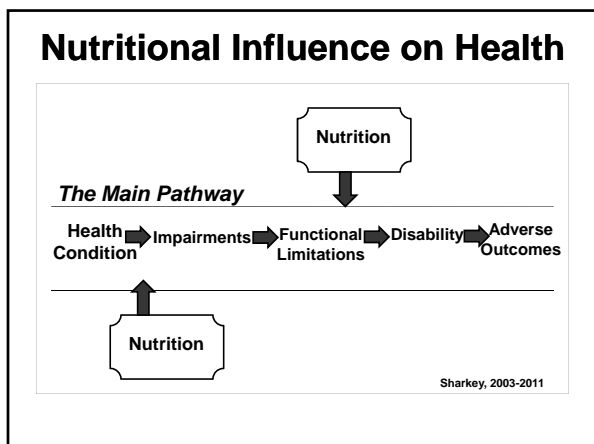 Nutritional Influence on Health
Nutrition
The Main Pathway
Health Condition
Impairments
Functional Limitations
Disability
Adverse Outcomes
Nutrition
Sharkey, 2003-2011